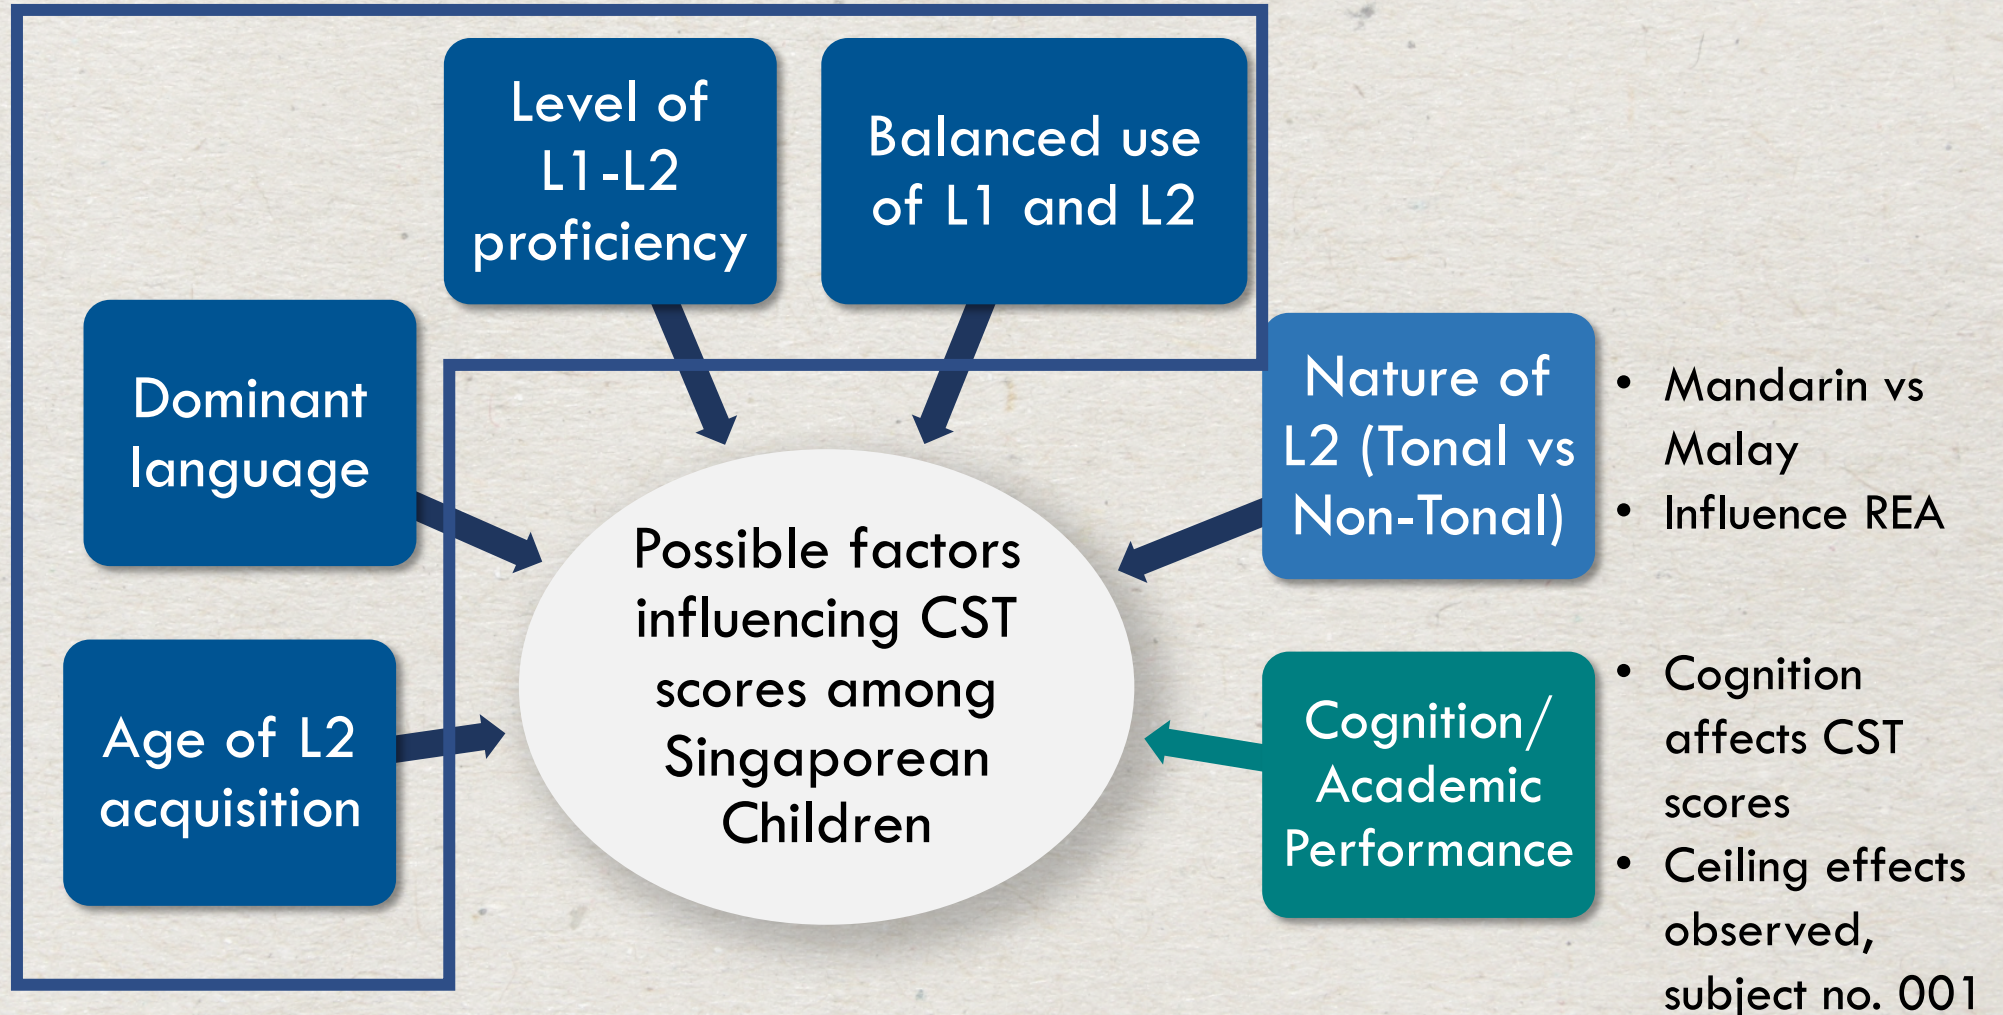 Level of
L1-L2
proficiency
Balanced use
of L1 and L2
Dominant
language
Age of L2
acquisition
Possible factors
influencing CST
scores among
Singaporean
Children
Nature of
L2 (Tonal vs
Non-Tonal)
• Mandarin vs
Malay
• Influence REA
Cognition/
Academic
Performance
• Cognition
affects CST
scores
• Ceiling effects
observed,
subject no. 001